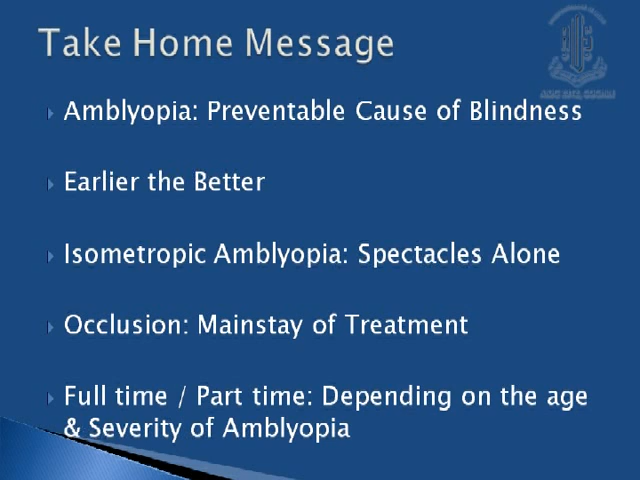 Take Home Message
Amblyopia: Preventable Cause of Blindness
Earlier the Better
Isometropic Amblyopia: Spectacles Alone
Occlusion: Mainstay of Treatment
Full time / Part time: Depending on the age
& Severity of Amblyopia